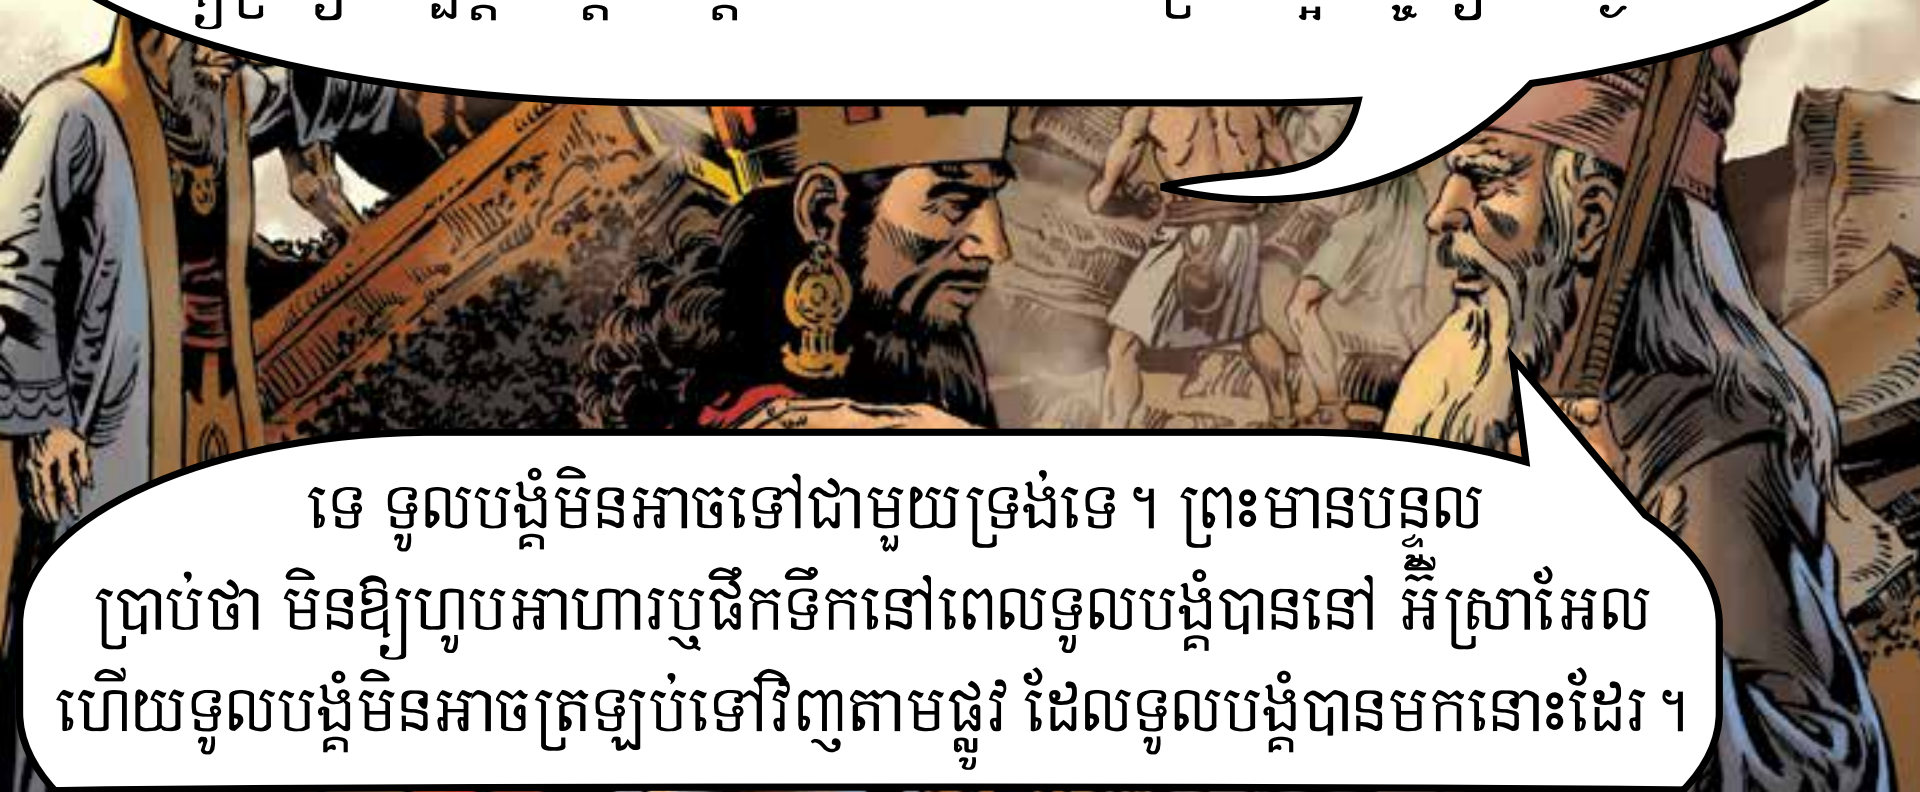 ទេ ទូលបង្គំមិនអាចទៅជាមួយទ្រង់ទេ ។ ព្រះមានបន្ទូល
ប្រាប់ថា មិនឱ្យហូបអាហារឬផឹកទឹកនៅពេលទូលបង្គំបាននៅ អ៊ីស្រាអែល
ហើយទូលបង្គំមិនអាចត្រឡប់ទៅវិញតាមផ្លូវ ដែលទូលបង្គំបានមកនោះដែរ ។